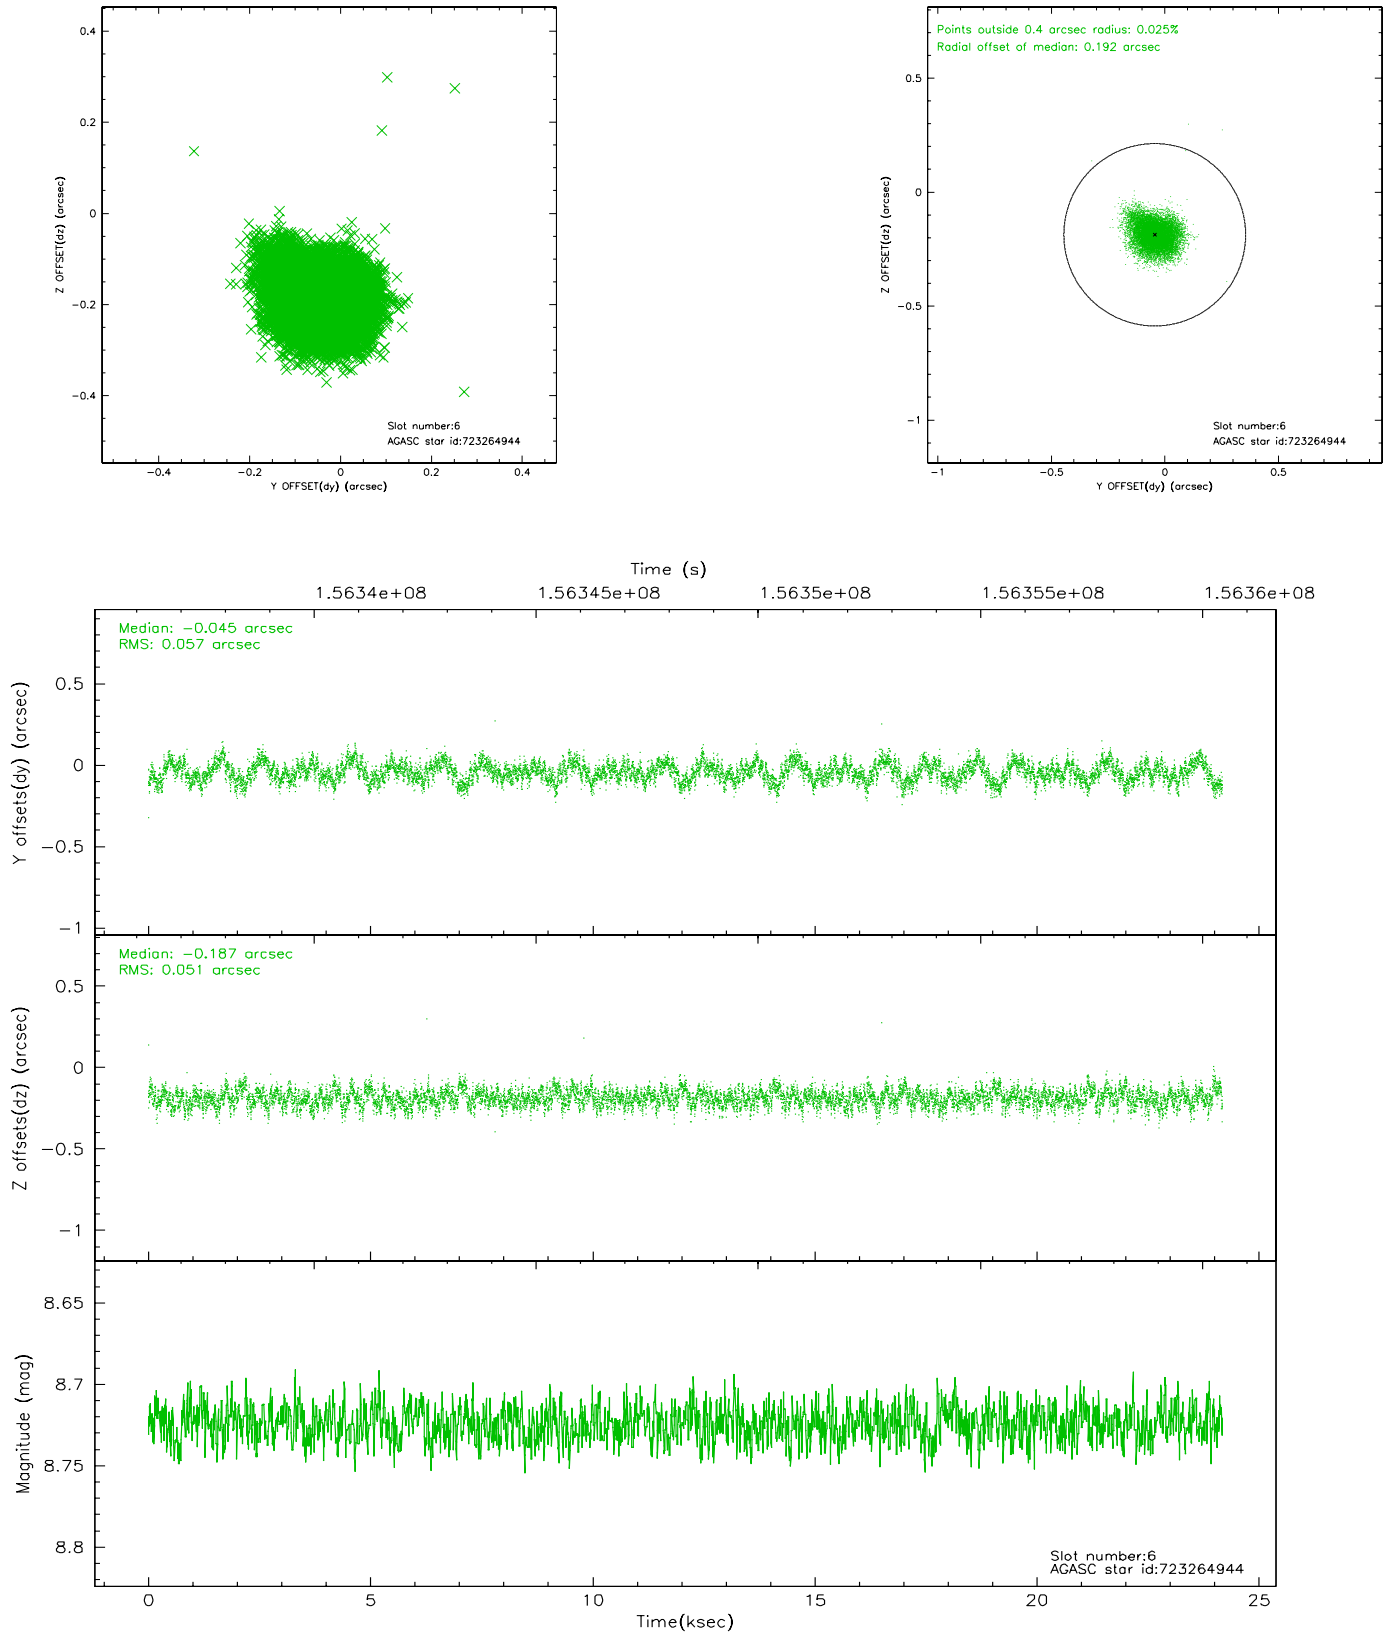 0.4
0.2
0
−0.2
−0.4
Z OFFSET(dz) (arcsec)
Slot number:6
AGASC star id:723264944
−0.4 −0.2 0 0.2 0.4
Y OFFSET(dy) (arcsec)
Points outside 0.4 arcsec radius: 0.025%
Radial offset of median: 0.192 arcsec
0.5
0
−0.5
−1
Z OFFSET(dz) (arcsec)
Slot number:6
AGASC star id:723264944
−1 −0.5 0 0.5
Y OFFSET(dy) (arcsec)
Time (s)
1.5634e+08 1.56345e+08 1.5635e+08 1.56355e+08 1.5636e+08
Median: −0.045 arcsec
RMS: 0.057 arcsec
0.5
0
−0.5
−1
Y offsets(dy) (arcsec)
Median: −0.187 arcsec
RMS: 0.051 arcsec
0.5
0
−0.5
−1
Z offsets(dz) (arcsec)
8.65
8.7
8.75
8.8
Magnitude (mag)
Slot number:6
AGASC star id:723264944
0 5 10 15 20 25
Time(ksec)